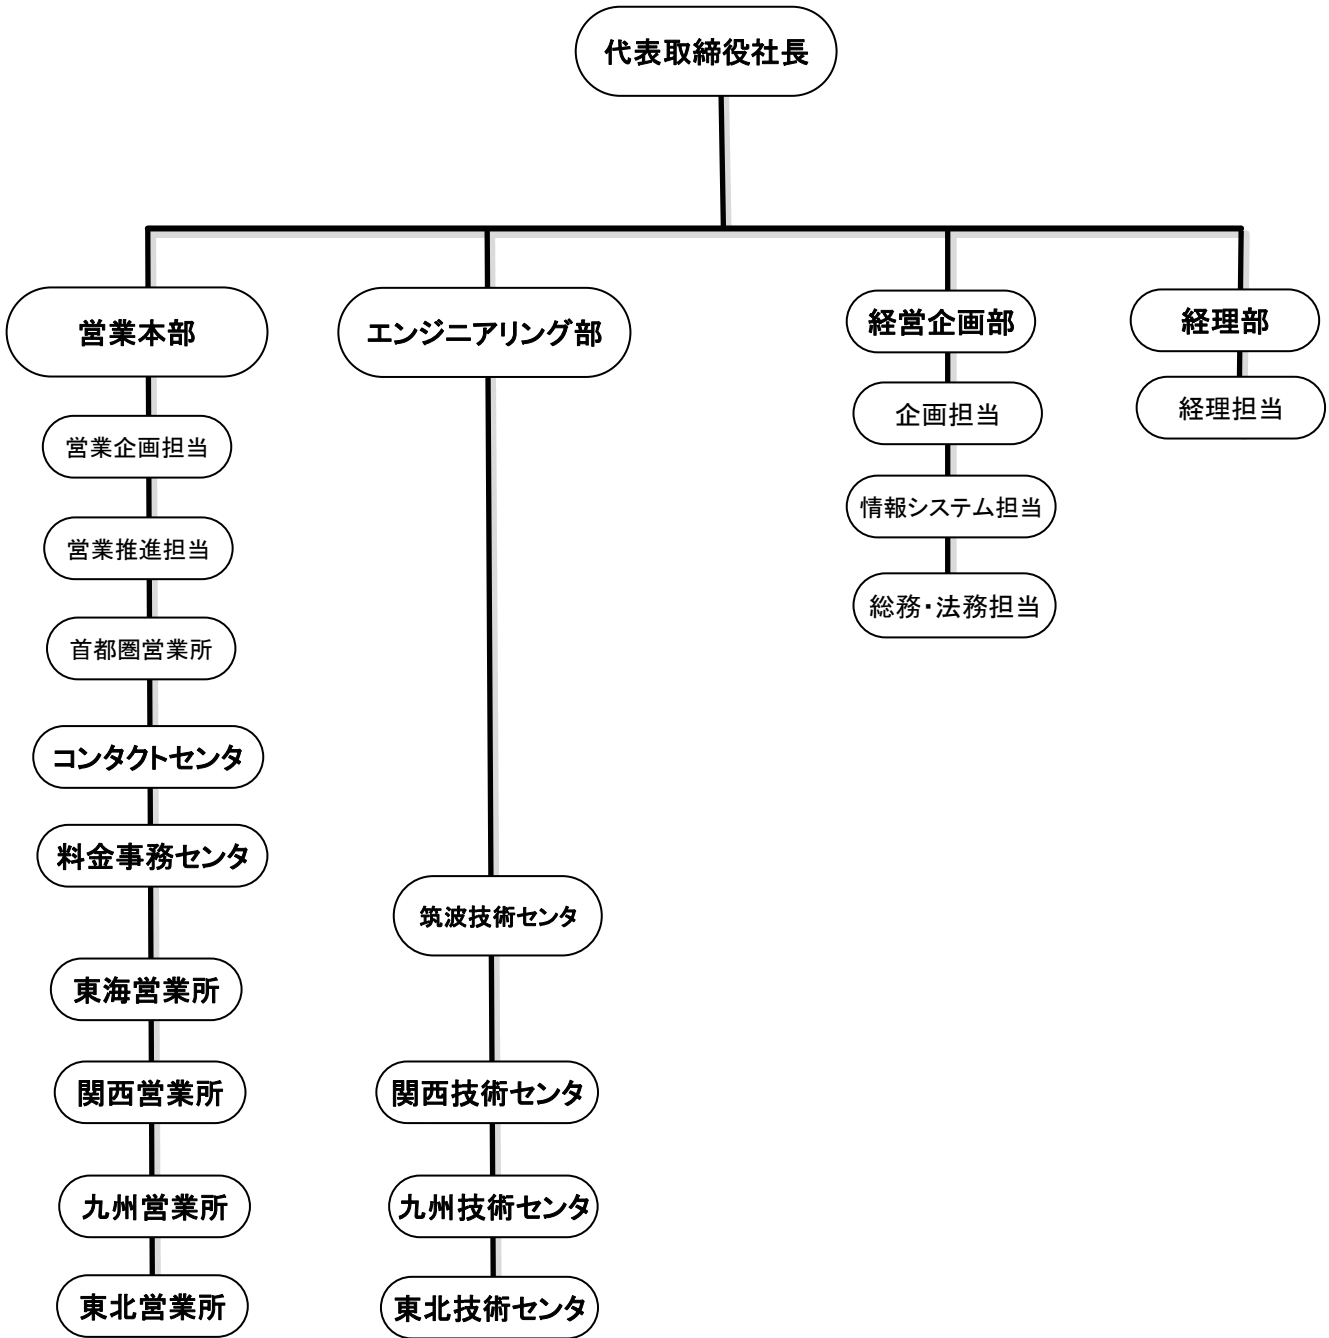 代表取締役社長
営業本部
エンジニアリング部
経営企画部
経理部
営業企画担当
営業推進担当
首都圏営業所
コンタクトセンタ
料金事務センタ
東海営業所
関西営業所
九州営業所
東北営業所
筑波技術センタ
関西技術センタ
九州技術センタ
東北技術センタ
企画担当
情報システム担当
総務・法務担当
経理担当